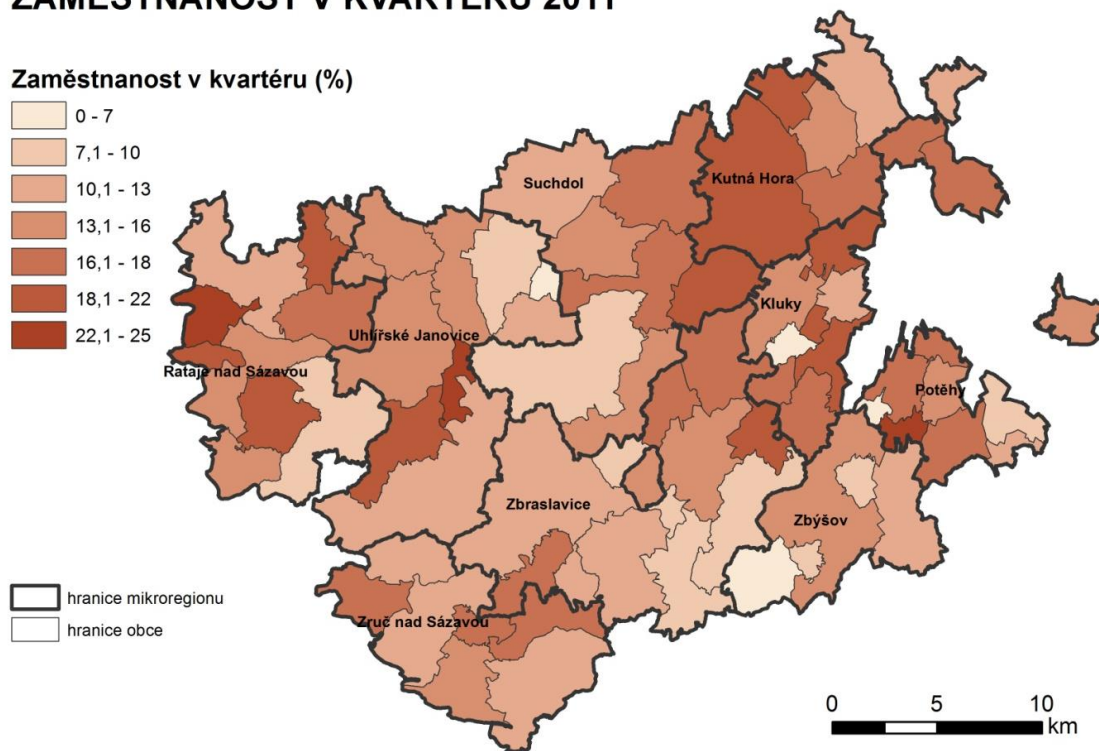 ZAMĚSTNANOST V KVARTÉRU 2011
Zaměstnanost v kvartéru (%)
0 - 7
7,1 - 10
10,1 - 13
13,1 - 16
16,1 - 18
18,1 - 22
22,1 - 25
Suchdol
Kutná Hora
Kluky
Uhlířské Janovice
Rataje nad Sázavou
Potěhy
Zbraslavice
Zbýšov
Zruč nad Sázavou
hranice mikroregionu
hranice obce
0 5 10
km